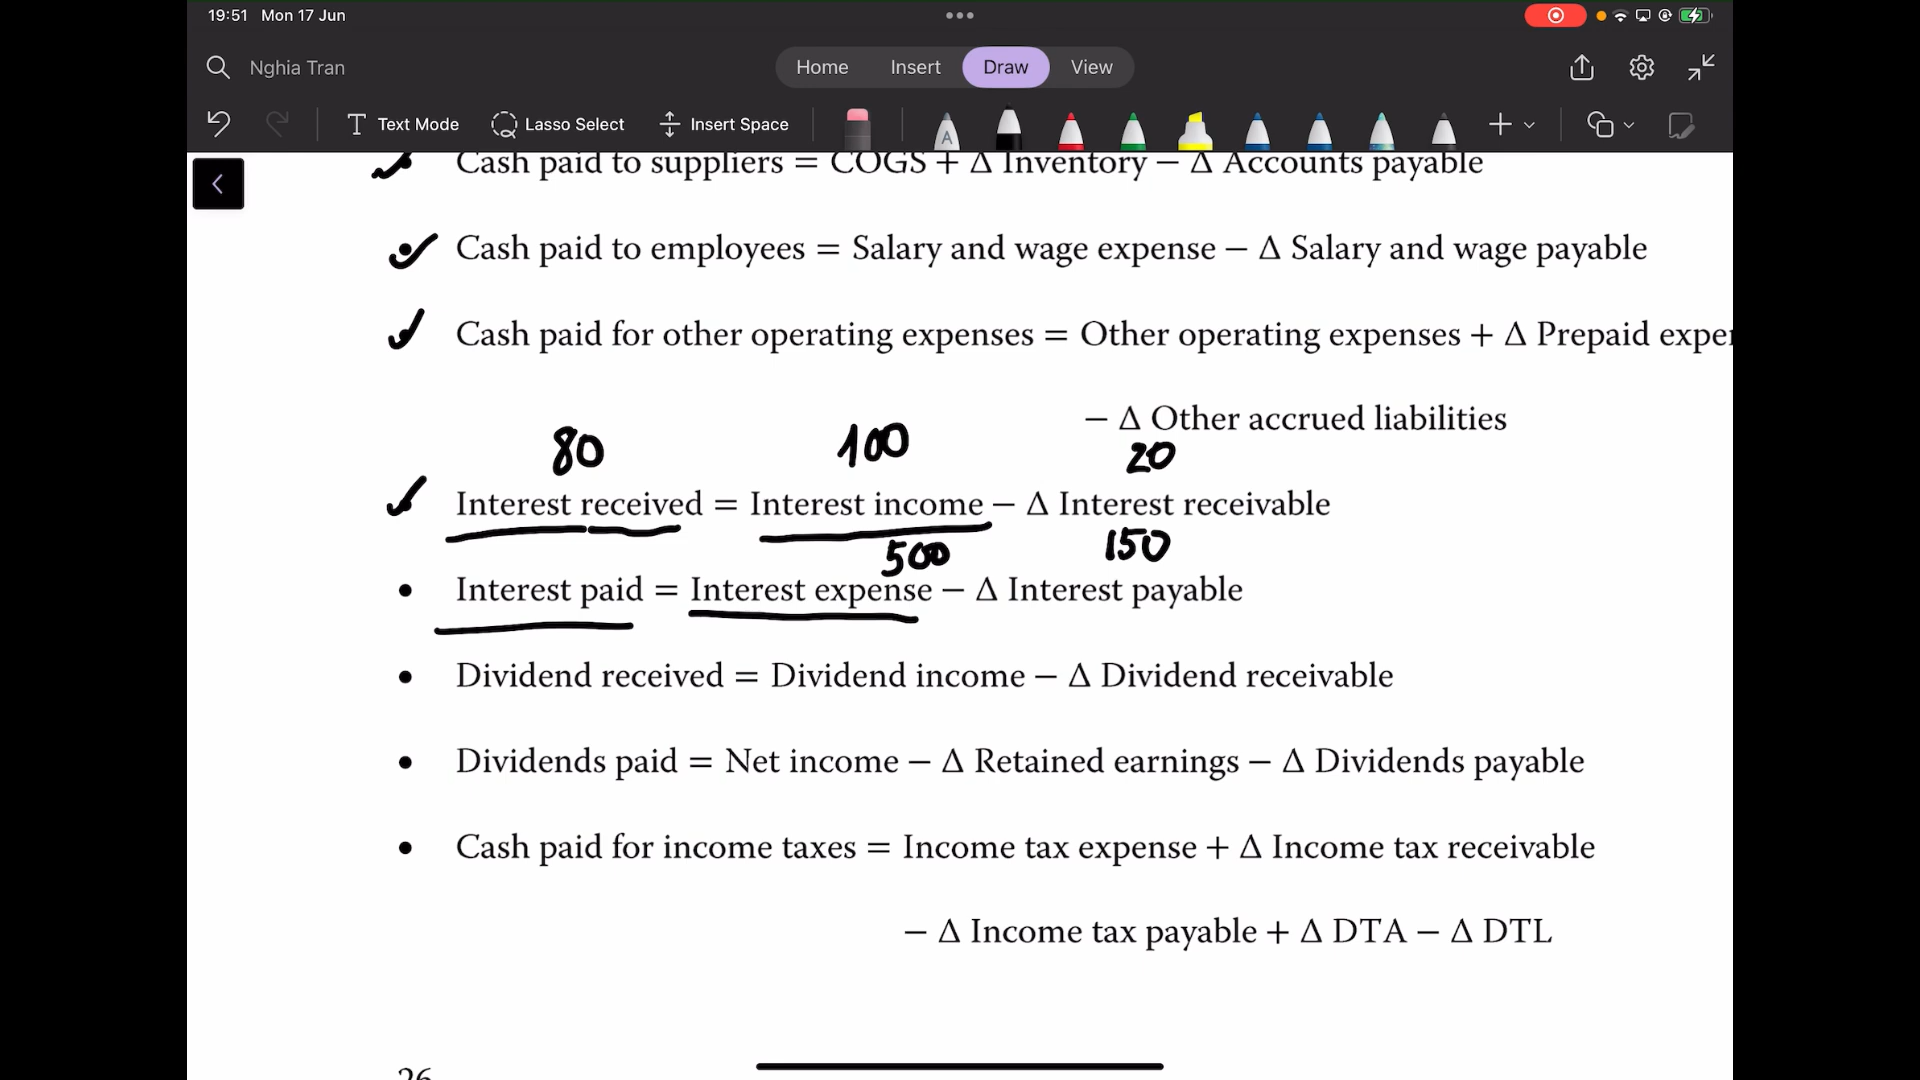 19:51 Mon 17 Jun
Nghia Tran
Home Insert Draw View
Text Mode Lasso Select Insert Space
A
Cash paid to suppliers = COGS + Δ Inventory − Δ Accounts payable
Cash paid to employees = Salary and wage expense − Δ Salary and wage payable
Cash paid for other operating expenses = Other operating expenses + Δ Prepaid
− Δ Other accrued liabilities
80 100 20
Interest received = Interest income − Δ Interest receivable
500 150
• Interest paid = Interest expense − Δ Interest payable
• Dividend received = Dividend income − Δ Dividend receivable
• Dividends paid = Net income − Δ Retained earnings − Δ Dividends payable
• Cash paid for income taxes = Income tax expense + Δ Income tax receivable
− Δ Income tax payable + Δ DTA − Δ DTL
26